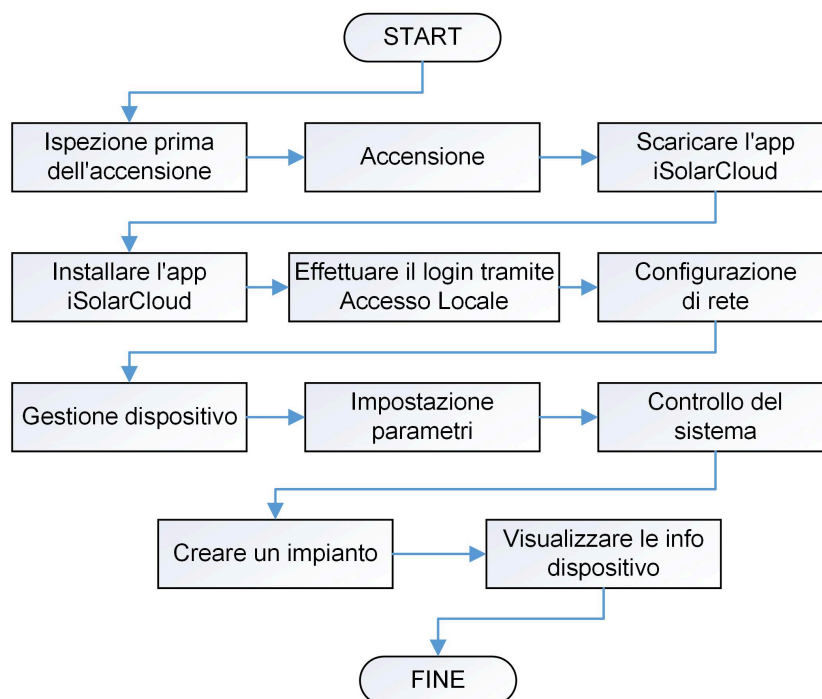 START
Ispezione prima
dell'accensione
Accensione
Scaricare l'app
iSolarCloud
Installare l'app
iSolarCloud
Effettuare il login tramite
Accesso Locale
Configurazione
di rete
Gestione dispositivo
Impostazione
parametri
Controllo del
sistema
Creare un impianto
Visualizzare le info
dispositivo
FINE